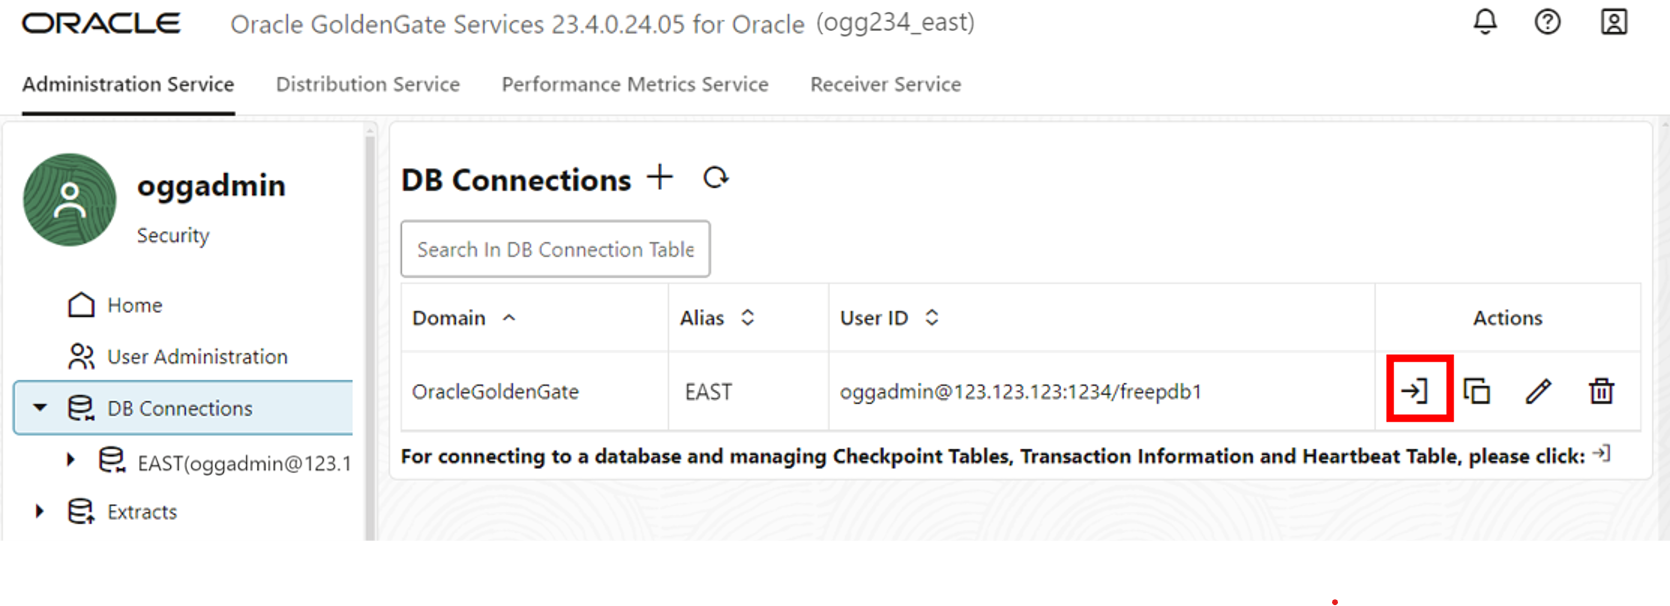 ORACLE Oracle GoldenGate Services 23.4.0.24.05 for Oracle (ogg234_east)
Administration Service Distribution Service Performance Metrics Service Receiver Service
oggadmin
Security
Home
User Administration
DB Connections
EAST(oggadmin@123.1
Extracts
DB Connections
Search In DB Connection Table
Domain Alias User ID Actions
OracleGoldenGate EAST oggadmin@123.123.123:1234/freepdb1
For connecting to a database and managing Checkpoint Tables, Transaction Information and Heartbeat Table, please click: